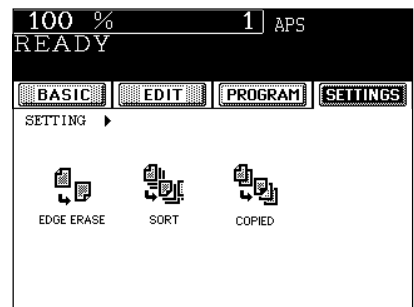 100 % 1 APS
READY
BASIC EDIT PROGRAM SETTINGS
SETTING
EDGE ERASE SORT COPIED